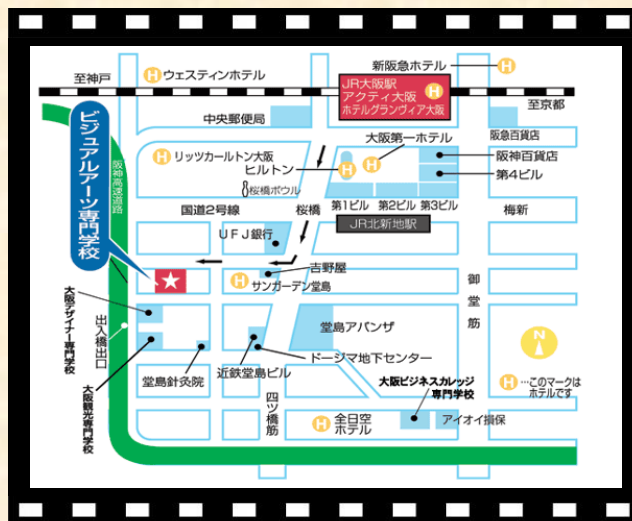 新阪急ホテル
至神戸
ウェスティンホテル
JR大阪駅
アクティ大阪
ホテルグランヴィア大阪
至京都
中央郵便局
大阪第一ホテル
阪急百貨店
ビジュアルアーツ専門学校
阪神高速道路
リッツカールトン大阪
ヒルトン
阪神百貨店
第4ビル
桜橋ボウル
国道2号線
桜橋
第1ビル
第2ビル
第3ビル
梅新
JR北新地駅
UFJ銀行
吉野屋
サンガーデン堂島
御堂筋
大阪デザイナー専門学校
出入橋出口
堂島アバンザ
N
ドージマ地下センター
堂島針灸院
近鉄堂島ビル
大阪観光専門学校
四ツ橋筋
大阪ビジネスカレッジ
専門学校
H
…このマークは
ホテルです
全日空
ホテル
アイオイ損保